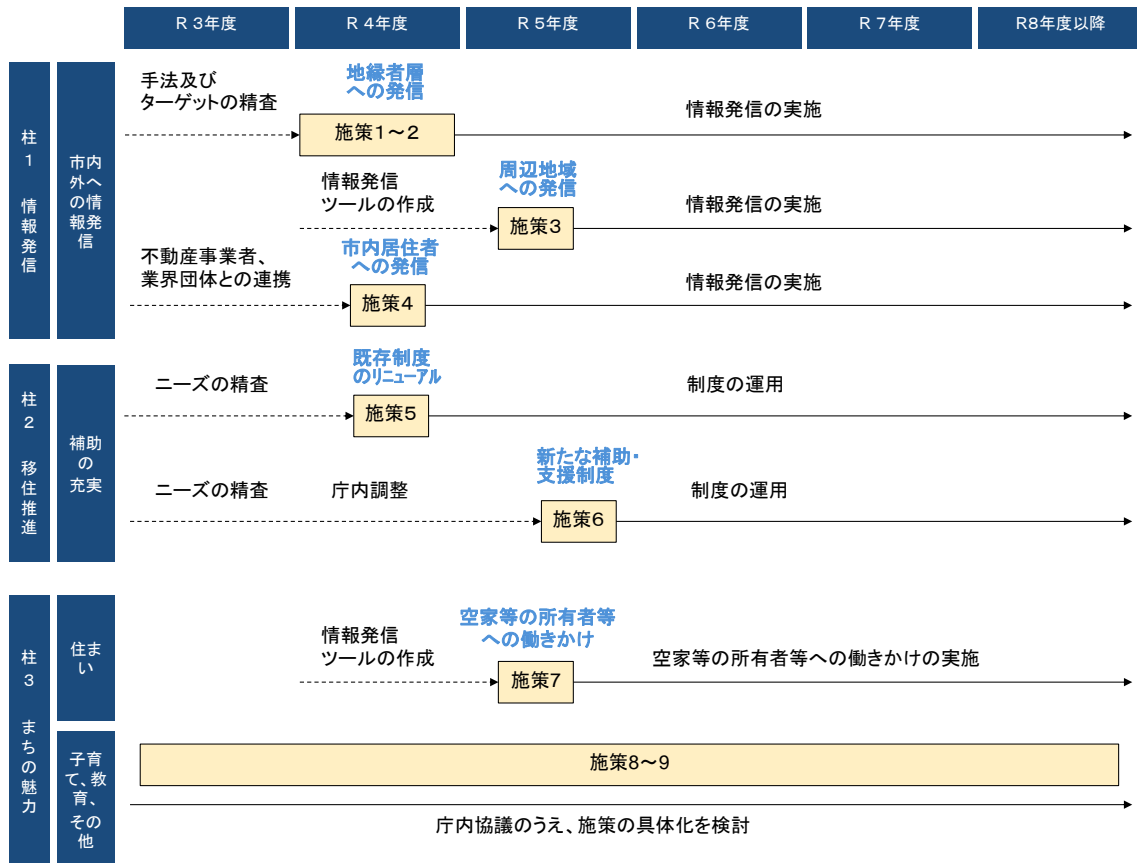 R 3年度
R 4年度
R 5年度
R 6年度
R 7年度
R8年度以降
柱1 情報発信
市内外への情報発信
手法及び
ターゲットの精査
地縁者層
への発信
施策1～2
情報発信の実施
情報発信
ツールの作成
周辺地域
への発信
施策3
情報発信の実施
不動産事業者、
業界団体との連携
市内居住者
への発信
施策4
情報発信の実施
柱2 移住推進
補助の充実
ニーズの精査
既存制度
のリニューアル
施策5
制度の運用
ニーズの精査
庁内調整
新たな補助・
支援制度
施策6
制度の運用
柱3 まちの魅力
住まい
情報発信
ツールの作成
空家等の所有者等
への働きかけ
施策7
空家等の所有者等への働きかけの実施
子育て、教育、その他
施策8～9
庁内協議のうえ、施策の具体化を検討